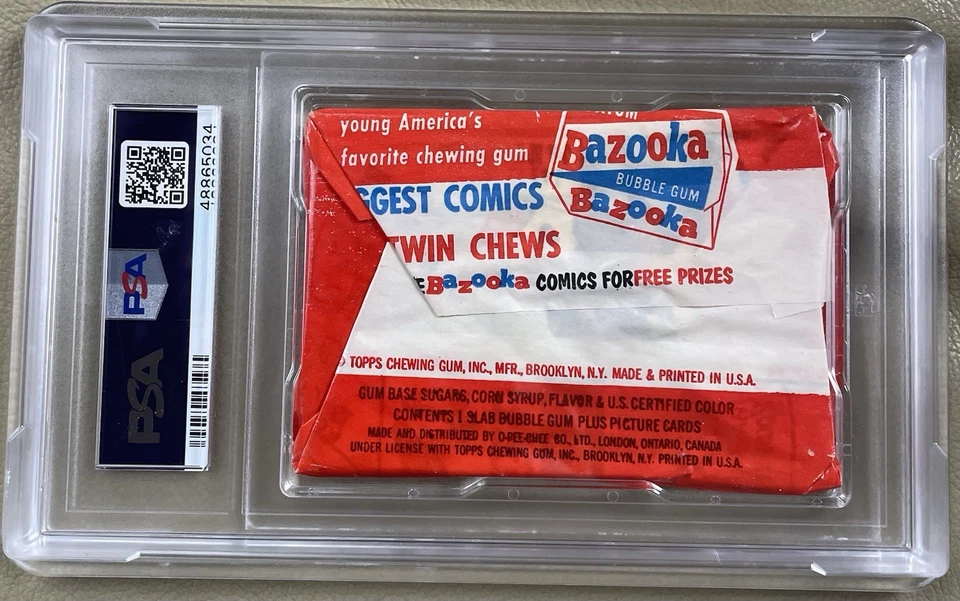 48865034
PSA
PSA
young America's
favorite chewing gum
Bazooka
BUBBLE GUM
Bazooka
GGEST COMICS
TWIN CHEWS
E Bazooka COMICS FOR FREE PRIZES
TOPPS CHEWING GUM, INC., MFR., BROOKLYN, N.Y. MADE & PRINTED IN U.S.A.
GUM BASE SUGARS, CORN SYRUP, FLAVOR & U.S. CERTIFIED COLOR
CONTENTS 1 SLAB BUBBLE GUM PLUS PICTURE CARDS
MADE AND DISTRIBUTED BY O-PEE-CHEE CO., LTD., LONDON, ONTARIO, CANADA
UNDER LICENSE WITH TOPPS CHEWING GUM, INC., BROOKLYN, N.Y. PRINTED IN U.S.A.